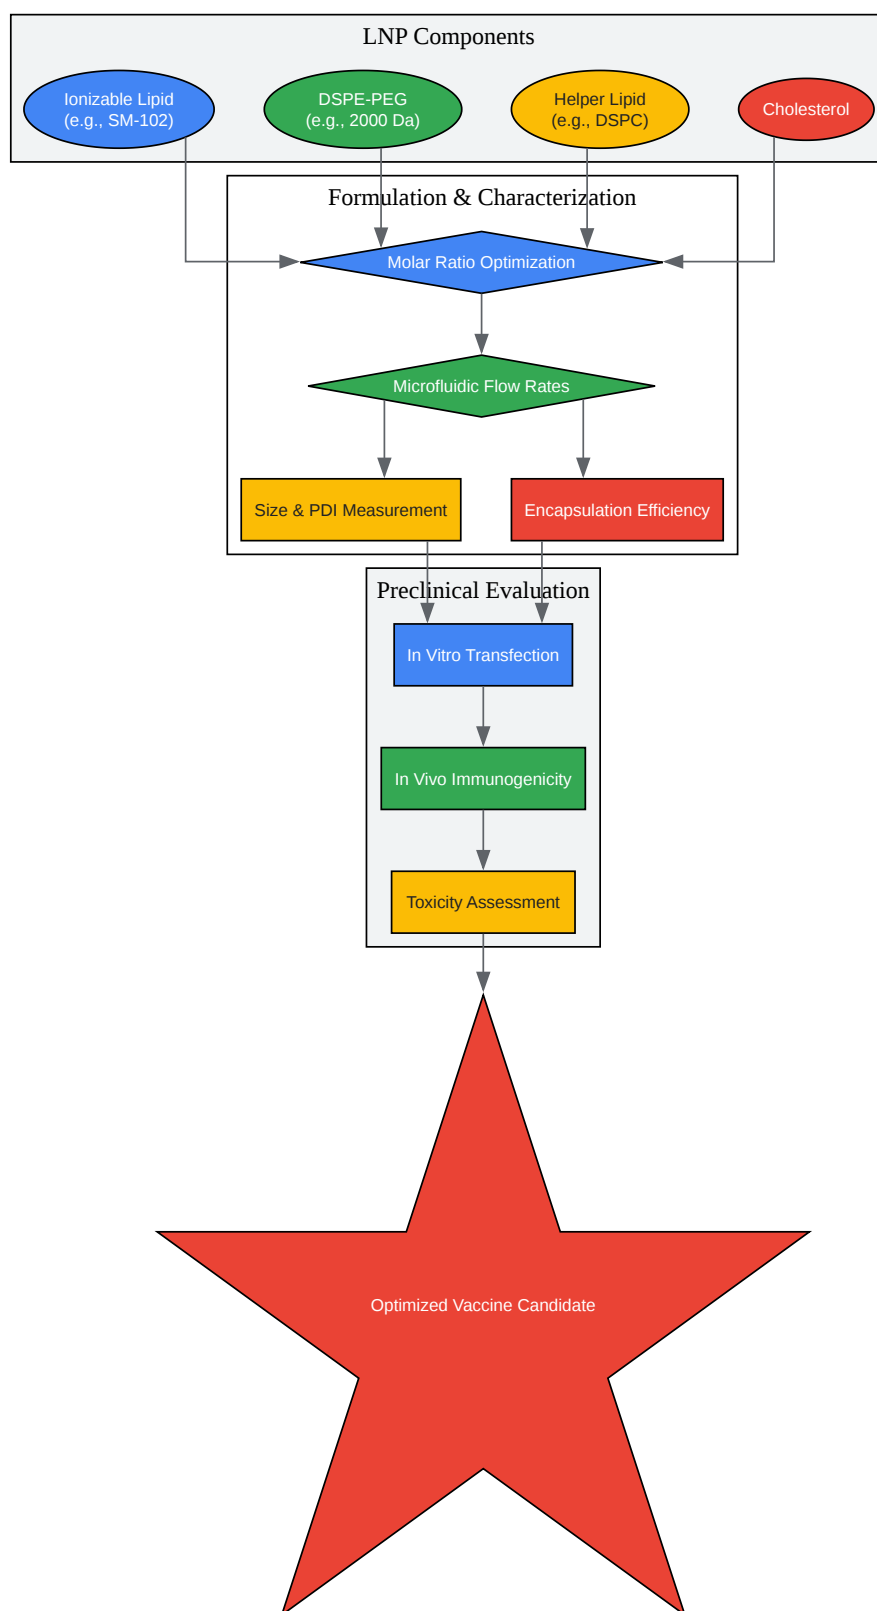 LNP Components
Ionizable Lipid
(e.g., SM-102)
DSPE-PEG
(e.g., 2000 Da)
Helper Lipid
(e.g., DSPC)
Cholesterol
Formulation & Characterization
Molar Ratio Optimization
Microfluidic Flow Rates
Size & PDI Measurement
Encapsulation Efficiency
Preclinical Evaluation
In Vitro Transfection
In Vivo Immunogenicity
Toxicity Assessment
Optimized Vaccine Candidate